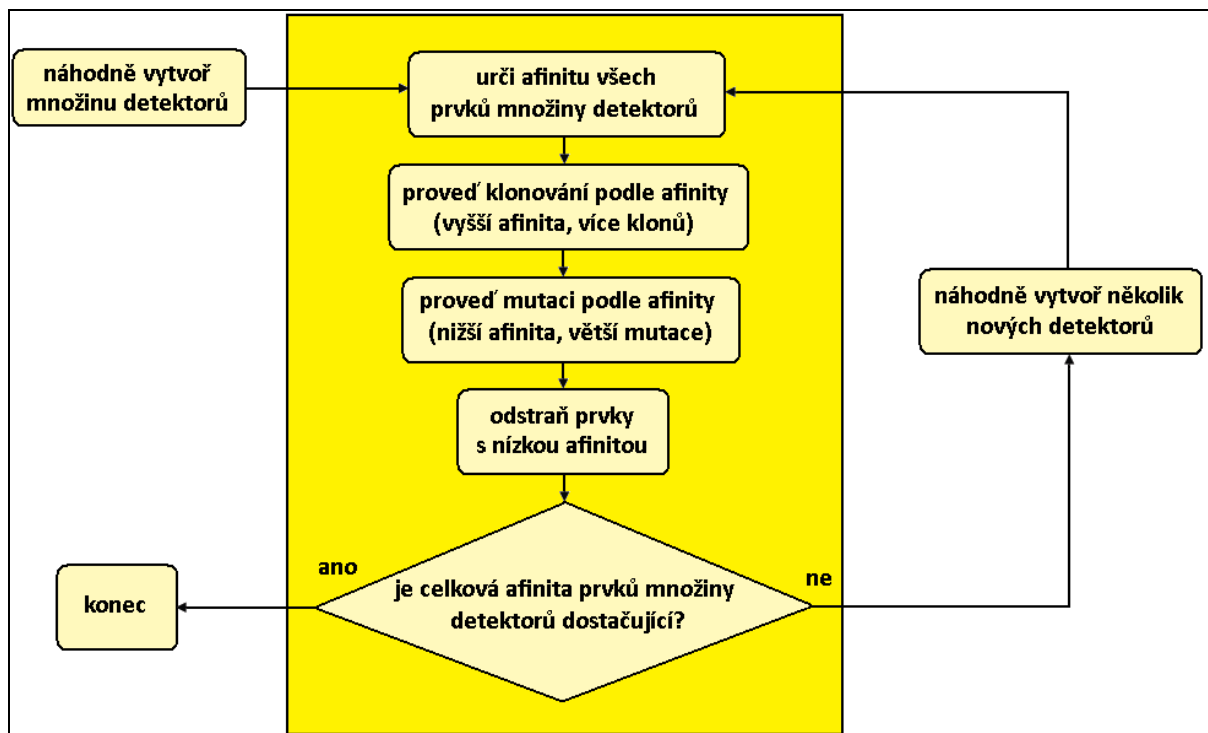 náhodně vytvoř
množinu detektorů
urči afinitu všech
prvků množiny detektorů
proveď klonování podle afinity
(vyšší afinita, více klonů)
proveď mutaci podle afinity
(nižší afinita, větší mutace)
náhodně vytvoř několik
nových detektorů
odstraň prvky
s nízkou afinitou
ano
ne
je celková afinita prvků množiny
detektorů dostačující?
konec